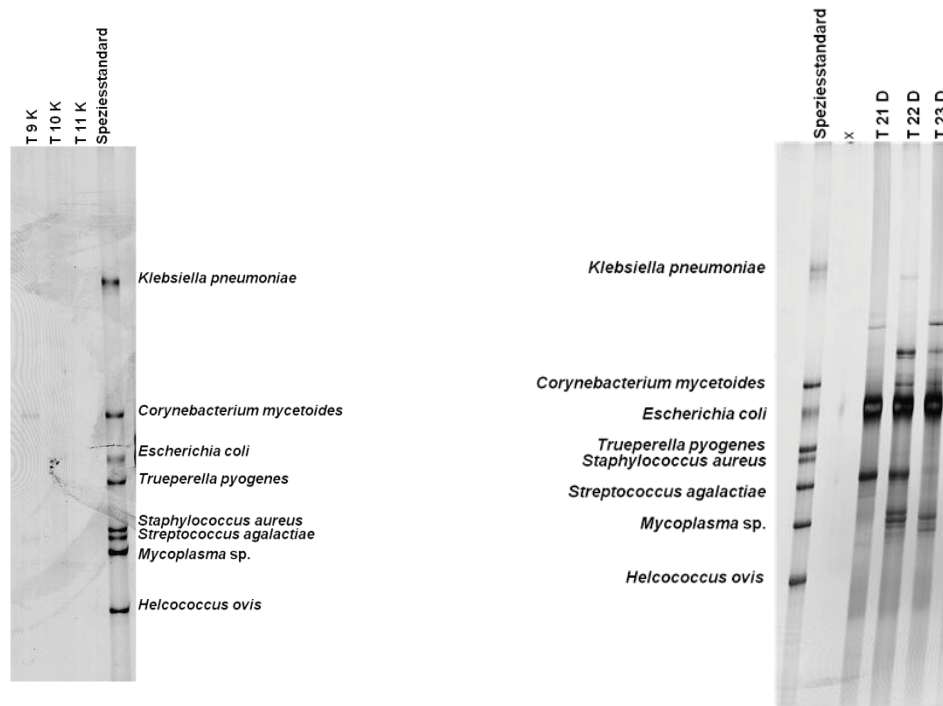 T 9 K
T 10 K
T 11 K
Speziesstandard
Klebsiella pneumoniae
Corynebacterium mycetoides
Escherichia coli
Trueperella pyogenes
Staphylococcus aureus
Streptococcus agalactiae
Mycoplasma sp.
Helcococcus ovis
Speziesstandard
x
T 21 D
T 22 D
T 23 D
Klebsiella pneumoniae
Corynebacterium mycetoides
Escherichia coli
Trueperella pyogenes
Staphylococcus aureus
Streptococcus agalactiae
Mycoplasma sp.
Helcococcus ovis